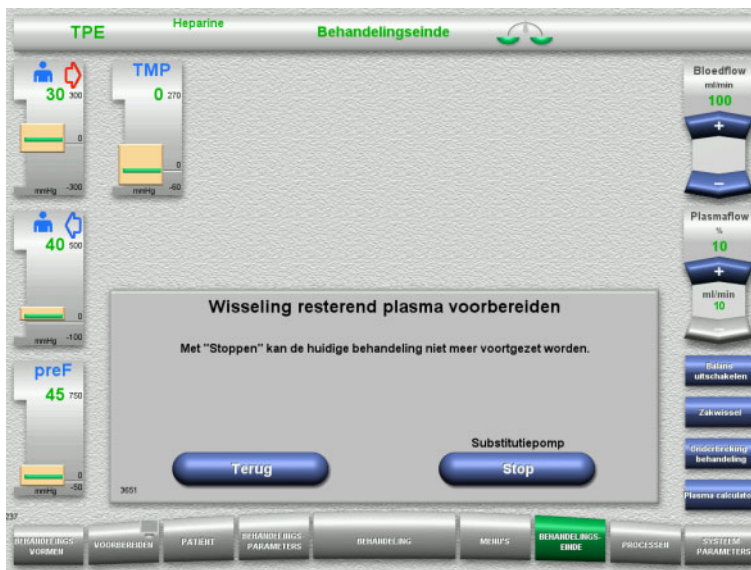 TPE
Heparine
Behandelingseinde
30 300
0
mmHg -300
TMP
0 270
0
mmHg -60
40 500
0
mmHg -100
preF
45 750
0
mmHg -50
Bloedflow
ml/min
100
+
−
Plasmaflow
%
10
+
ml/min
10
−
Balans
uitschakelen
Zakwissel
Onderbreking
behandeling
Plasma calculato
Wisseling resterend plasma voorbereiden
Met "Stoppen" kan de huidige behandeling niet meer voortgezet worden.
Substitutiepomp
Terug
Stop
3651
237
BEHANDELINGS-
VORMEN
VOORBEREIDEN
PATIËNT
BEHANDELINGS
PARAMETERS
BEHANDELING
MENU'S
BEHANDELINGS-
EINDE
PROCESSEN
SYSTEEM
PARAMETERS